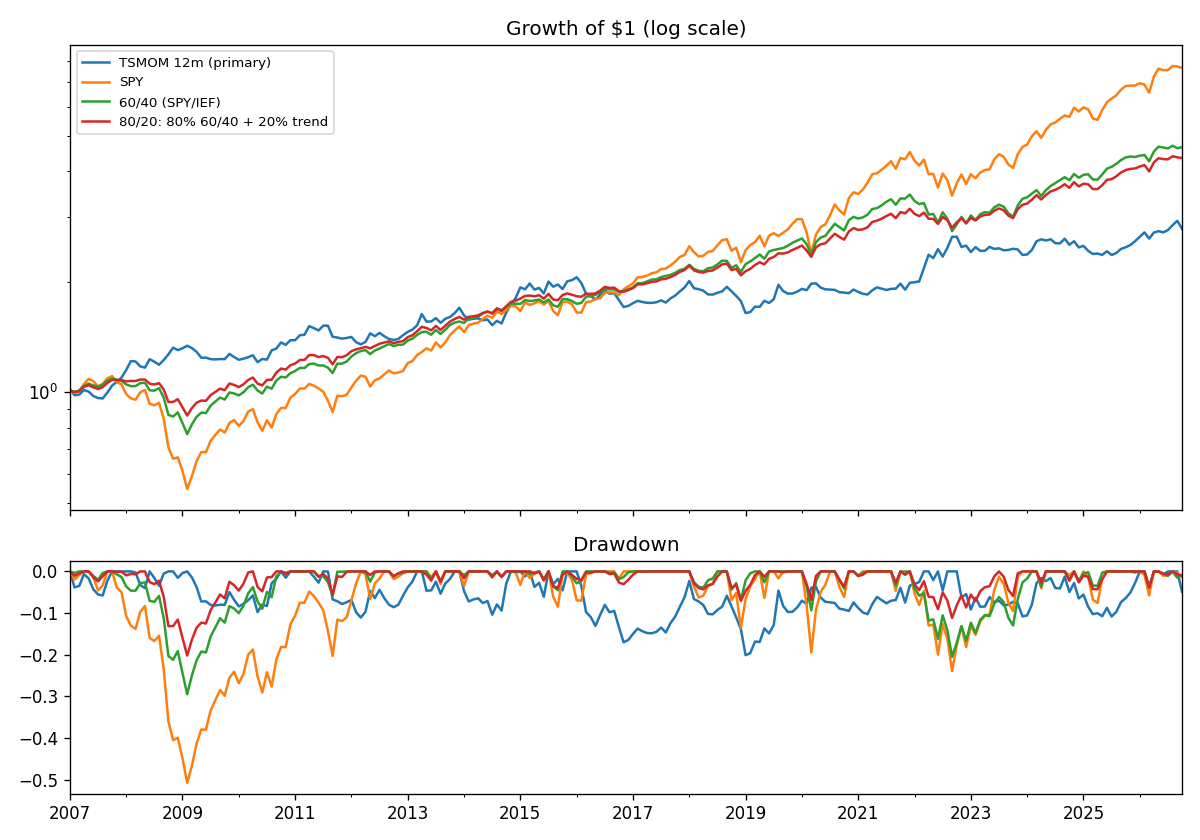 Growth of $1 (log scale)
TSMOM 12m (primary)
SPY
60/40 (SPY/IEF)
80/20: 80% 60/40 + 20% trend
10⁰
Drawdown
0.0
−0.1
−0.2
−0.3
−0.4
−0.5
2007 2009 2011 2013 2015 2017 2019 2021 2023 2025